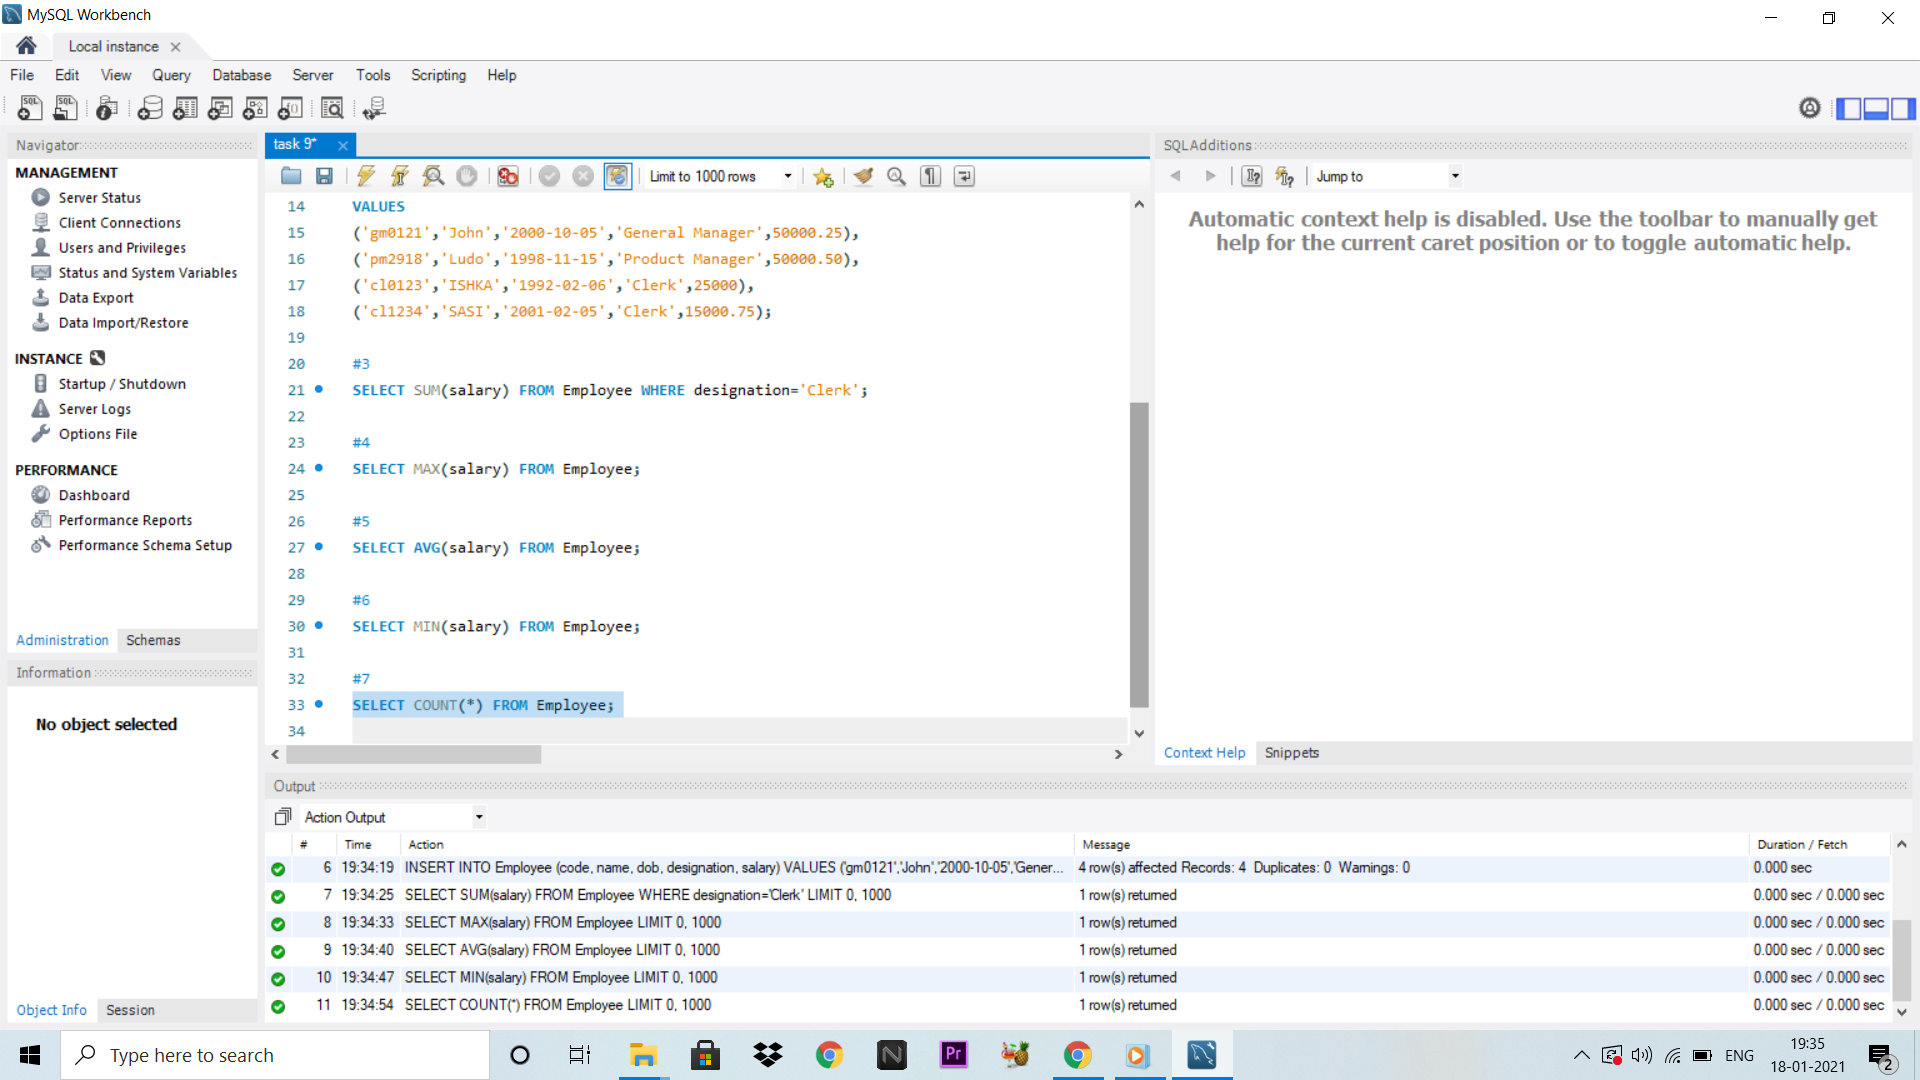 MySQL Workbench
Local instance
File Edit View Query Database Server Tools Scripting Help
Navigator
MANAGEMENT
Server Status
Client Connections
Users and Privileges
Status and System Variables
Data Export
Data Import/Restore
INSTANCE
Startup / Shutdown
Server Logs
Options File
PERFORMANCE
Dashboard
Performance Reports
Performance Schema Setup
Administration Schemas
Information
No object selected
Object Info Session
task 9*
Limit to 1000 rows
14 VALUES
15 ('gm0121','John','2000-10-05','General Manager',50000.25),
16 ('pm2918','Ludo','1998-11-15','Product Manager',50000.50),
17 ('cl0123','ISHKA','1992-02-06','Clerk',25000),
18 ('cl1234','SASI','2001-02-05','Clerk',15000.75);
19
20 #3
21 SELECT SUM(salary) FROM Employee WHERE designation='Clerk';
22
23 #4
24 SELECT MAX(salary) FROM Employee;
25
26 #5
27 SELECT AVG(salary) FROM Employee;
28
29 #6
30 SELECT MIN(salary) FROM Employee;
31
32 #7
33 SELECT COUNT(*) FROM Employee;
34
SQLAdditions
Jump to
Automatic context help is disabled. Use the toolbar to manually get
help for the current caret position or to toggle automatic help.
Context Help Snippets
Output
Action Output
# Time Action Message Duration / Fetch
6 19:34:19 INSERT INTO Employee (code, name, dob, designation, salary) VALUES ('gm0121','John','2000-10-05','Gener... 4 row(s) affected Records: 4 Duplicates: 0 Warnings: 0 0.000 sec
7 19:34:25 SELECT SUM(salary) FROM Employee WHERE designation='Clerk' LIMIT 0, 1000 1 row(s) returned 0.000 sec / 0.000 sec
8 19:34:33 SELECT MAX(salary) FROM Employee LIMIT 0, 1000 1 row(s) returned 0.000 sec / 0.000 sec
9 19:34:40 SELECT AVG(salary) FROM Employee LIMIT 0, 1000 1 row(s) returned 0.000 sec / 0.000 sec
10 19:34:47 SELECT MIN(salary) FROM Employee LIMIT 0, 1000 1 row(s) returned 0.000 sec / 0.000 sec
11 19:34:54 SELECT COUNT(*) FROM Employee LIMIT 0, 1000 1 row(s) returned 0.000 sec / 0.000 sec
Type here to search
N
Pr
ENG
19:35
18-01-2021
2